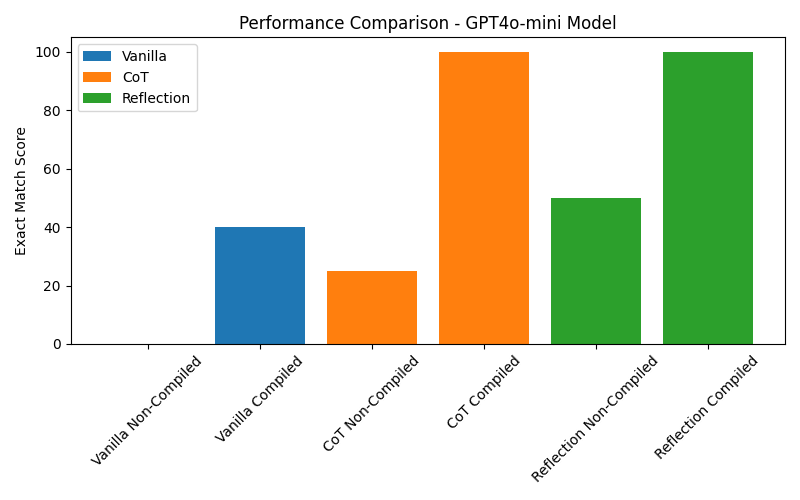 Performance Comparison - GPT4o-mini Model
Vanilla
CoT
Reflection
Exact Match Score
100
80
60
40
20
0
Vanilla Non-Compiled
Vanilla Compiled
CoT Non-Compiled
CoT Compiled
Reflection Non-Compiled
Reflection Compiled